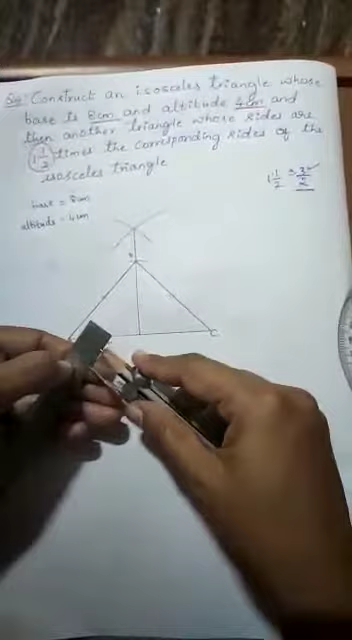 Q4: Construct an isosceles triangle whose
base is 8cm and altitude 4cm and
then another triangle whose sides are
1 1/2 times the corresponding sides of the
isosceles triangle
1 1/2 = 3/2
base = 8cm
altitude = 4cm
C